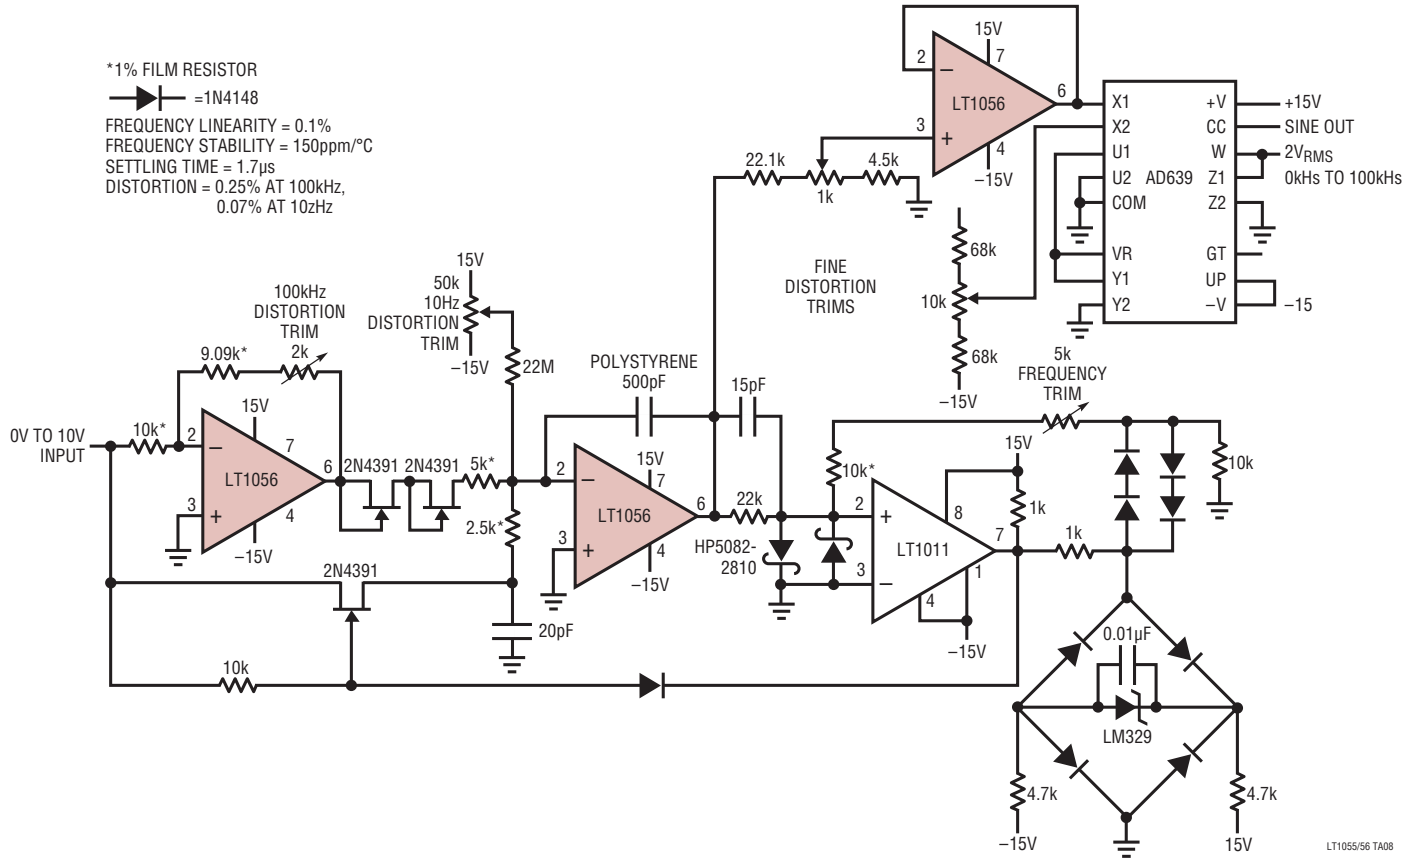 *1% FILM RESISTOR
=1N4148
FREQUENCY LINEARITY = 0.1%
FREQUENCY STABILITY = 150ppm/°C
SETTLING TIME = 1.7µs
DISTORTION = 0.25% AT 100kHz,
0.07% AT 10zHz
15V
2
7
–
LT1056
6
3
+
4
–15V
22.1k
4.5k
1k
X1
+V
+15V
X2
CC
SINE OUT
U1
W
2VRMS
U2
AD639
Z1
0kHs TO 100kHs
COM
Z2
VR
GT
Y1
UP
Y2
–V
–15
68k
10k
68k
–15V
FINE
DISTORTION
TRIMS
15V
50k
10Hz
DISTORTION
TRIM
–15V
22M
100kHz
DISTORTION
TRIM
2k
9.09k*
0V TO 10V
INPUT
10k*
15V
2
–
7
LT1056
6
3
+
4
–15V
2N4391
2N4391
5k*
2.5k*
2N4391
20pF
10k
POLYSTYRENE
500pF
15pF
15V
2
–
7
LT1056
6
3
+
4
–15V
22k
HP5082-
2810
5k
FREQUENCY
TRIM
10k*
15V
2
+
8
1k
LT1011
7
3
–
4
1
–15V
1k
10k
0.01µF
LM329
4.7k
4.7k
–15V
15V
LT1055/56 TA08